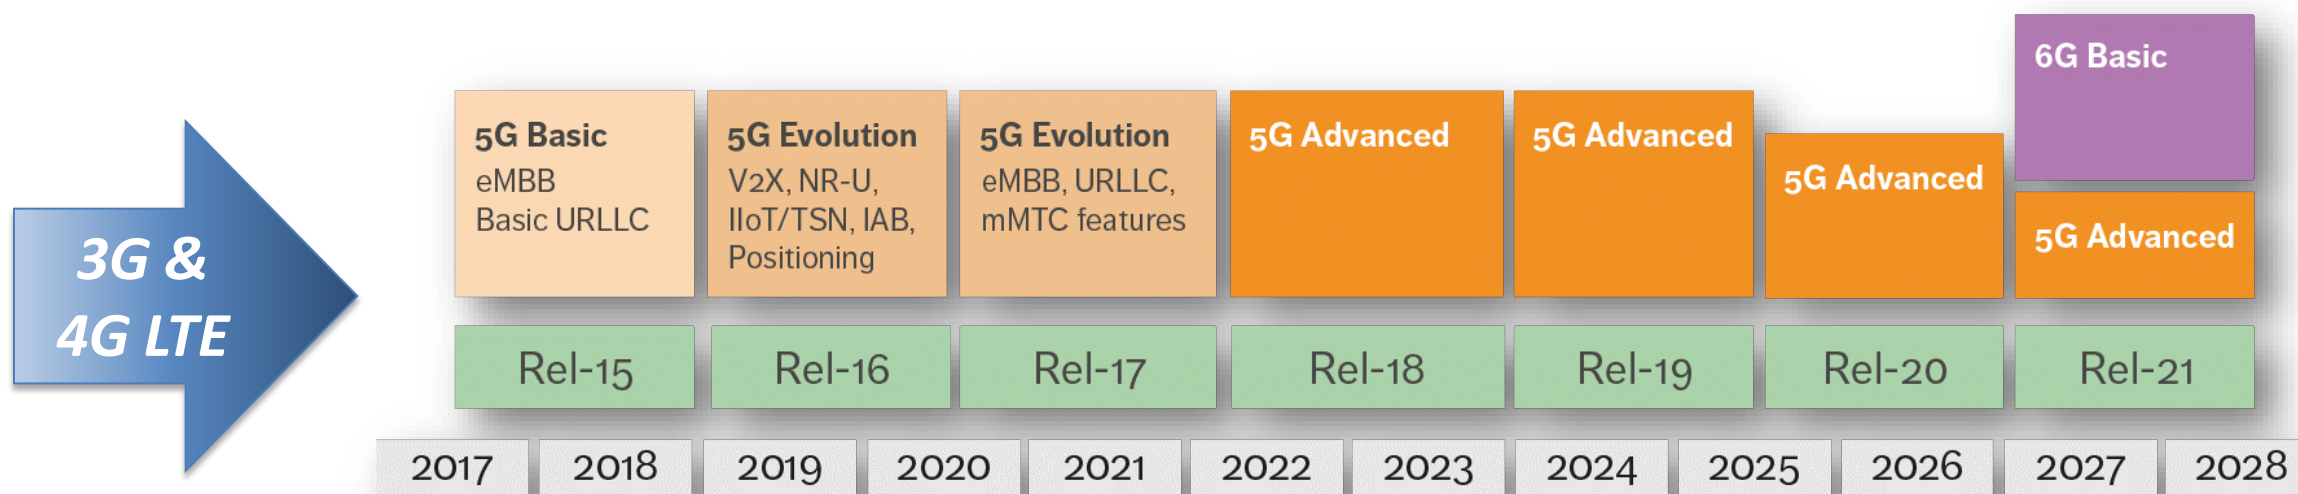 3G &
4G LTE
5G Basic
eMBB
Basic URLLC
5G Evolution
V2X, NR-U,
IIoT/TSN, IAB,
Positioning
5G Evolution
eMBB, URLLC,
mMTC features
5G Advanced
5G Advanced
5G Advanced
6G Basic
5G Advanced
Rel-15
Rel-16
Rel-17
Rel-18
Rel-19
Rel-20
Rel-21
2017
2018
2019
2020
2021
2022
2023
2024
2025
2026
2027
2028